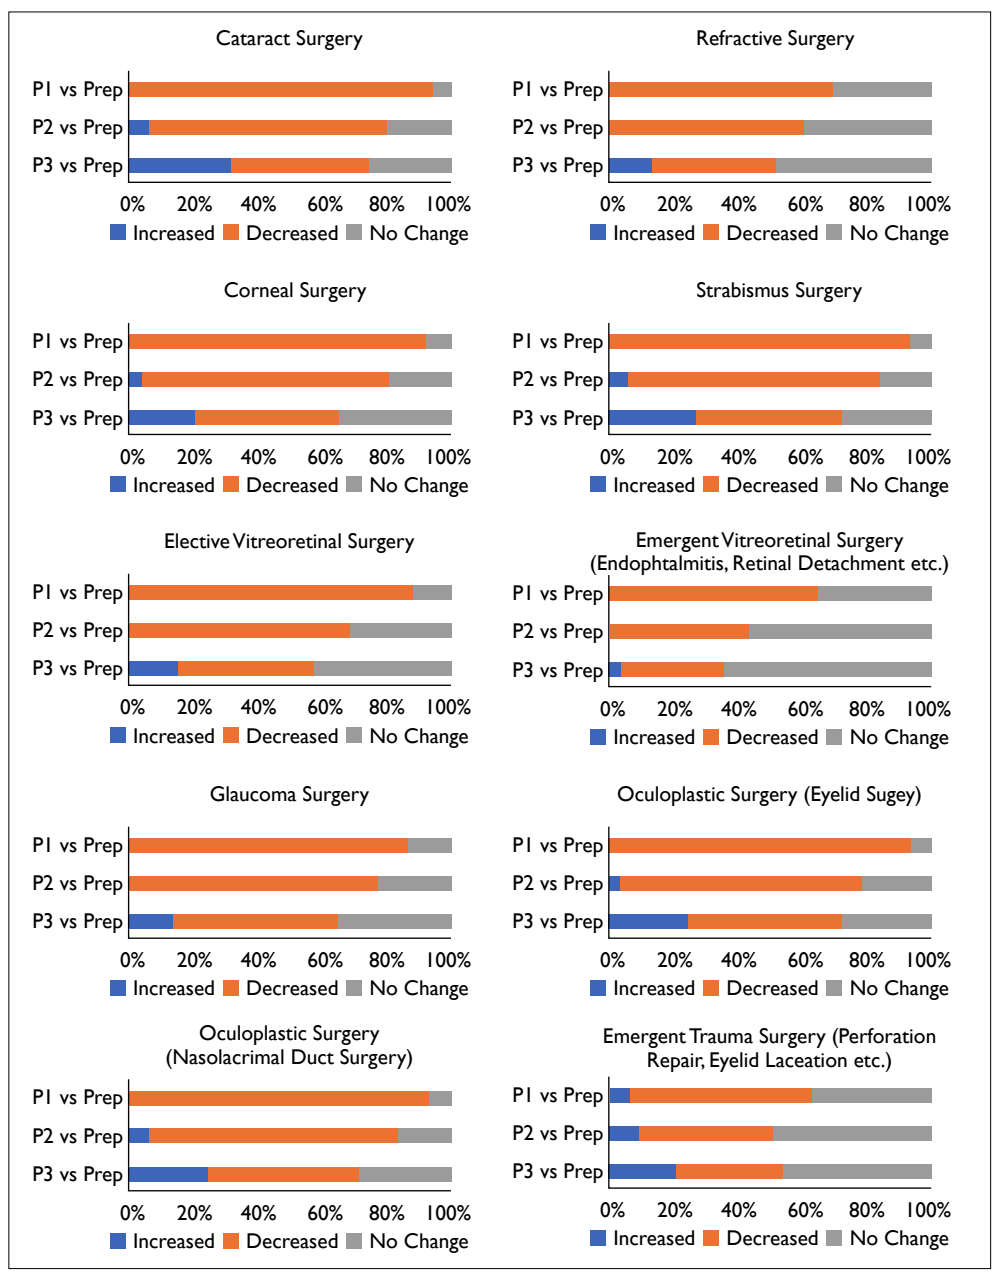 Cataract Surgery
P1 vs Prep
P2 vs Prep
P3 vs Prep
0% 20% 40% 60% 80% 100%
Increased Decreased No Change
Refractive Surgery
P1 vs Prep
P2 vs Prep
P3 vs Prep
0% 20% 40% 60% 80% 100%
Increased Decreased No Change
Corneal Surgery
P1 vs Prep
P2 vs Prep
P3 vs Prep
0% 20% 40% 60% 80% 100%
Increased Decreased No Change
Strabismus Surgery
P1 vs Prep
P2 vs Prep
P3 vs Prep
0% 20% 40% 60% 80% 100%
Increased Decreased No Change
Elective Vitreoretinal Surgery
P1 vs Prep
P2 vs Prep
P3 vs Prep
0% 20% 40% 60% 80% 100%
Increased Decreased No Change
Emergent Vitreoretinal Surgery
(Endophtalmitis, Retinal Detachment etc.)
P1 vs Prep
P2 vs Prep
P3 vs Prep
0% 20% 40% 60% 80% 100%
Increased Decreased No Change
Glaucoma Surgery
P1 vs Prep
P2 vs Prep
P3 vs Prep
0% 20% 40% 60% 80% 100%
Increased Decreased No Change
Oculoplastic Surgery (Eyelid Sugey)
P1 vs Prep
P2 vs Prep
P3 vs Prep
0% 20% 40% 60% 80% 100%
Increased Decreased No Change
Oculoplastic Surgery
(Nasolacrimal Duct Surgery)
P1 vs Prep
P2 vs Prep
P3 vs Prep
0% 20% 40% 60% 80% 100%
Increased Decreased No Change
Emergent Trauma Surgery (Perforation
Repair, Eyelid Laceation etc.)
P1 vs Prep
P2 vs Prep
P3 vs Prep
0% 20% 40% 60% 80% 100%
Increased Decreased No Change